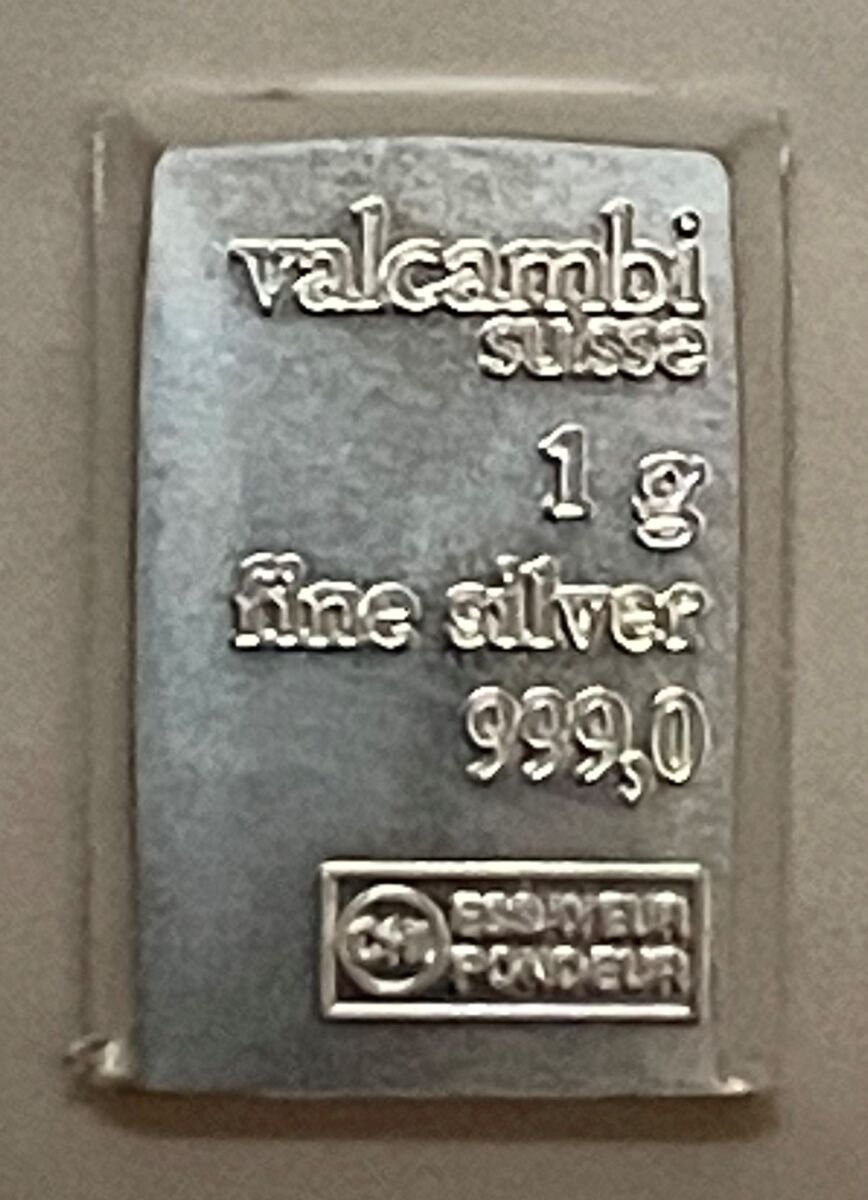 valcambi
suisse
1 g
fine silver
999,0
ESSAYEUR
FONDEUR